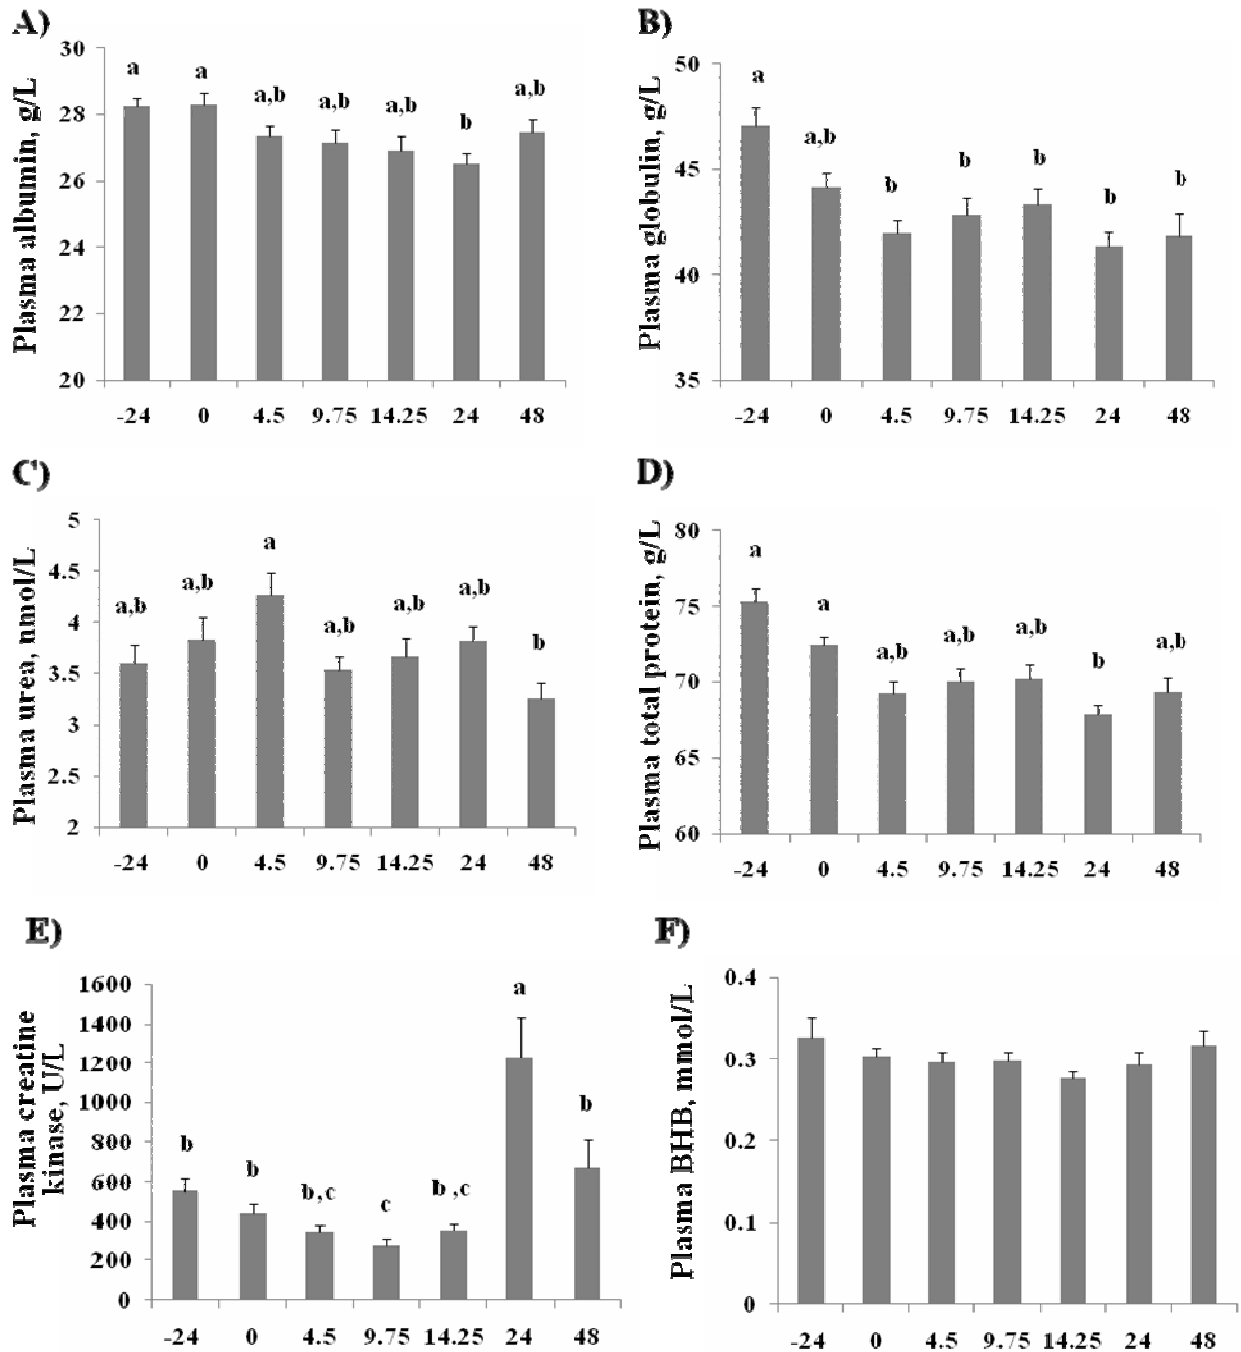 A)
Plasma albumin, g/L
30
28
26
24
22
20
a
a
a,b
a,b
a,b
b
a,b
-24 0 4.5 9.75 14.25 24 48
B)
Plasma globulin, g/L
50
45
40
35
a
a,b
b
b
b
b
b
-24 0 4.5 9.75 14.25 24 48
C)
Plasma urea, nmol/L
5
4.5
4
3.5
3
2.5
2
a,b
a,b
a
a,b
a,b
a,b
b
-24 0 4.5 9.75 14.25 24 48
D)
Plasma total protein, g/L
80
75
70
65
60
a
a
a,b
a,b
a,b
b
a,b
-24 0 4.5 9.75 14.25 24 48
E)
Plasma creatine
kinase, U/L
1600
1400
1200
1000
800
600
400
200
0
b
b
b,c
c
b,c
a
b
-24 0 4.5 9.75 14.25 24 48
F)
Plasma BHB, mmol/L
0.4
0.3
0.2
0.1
0
-24 0 4.5 9.75 14.25 24 48